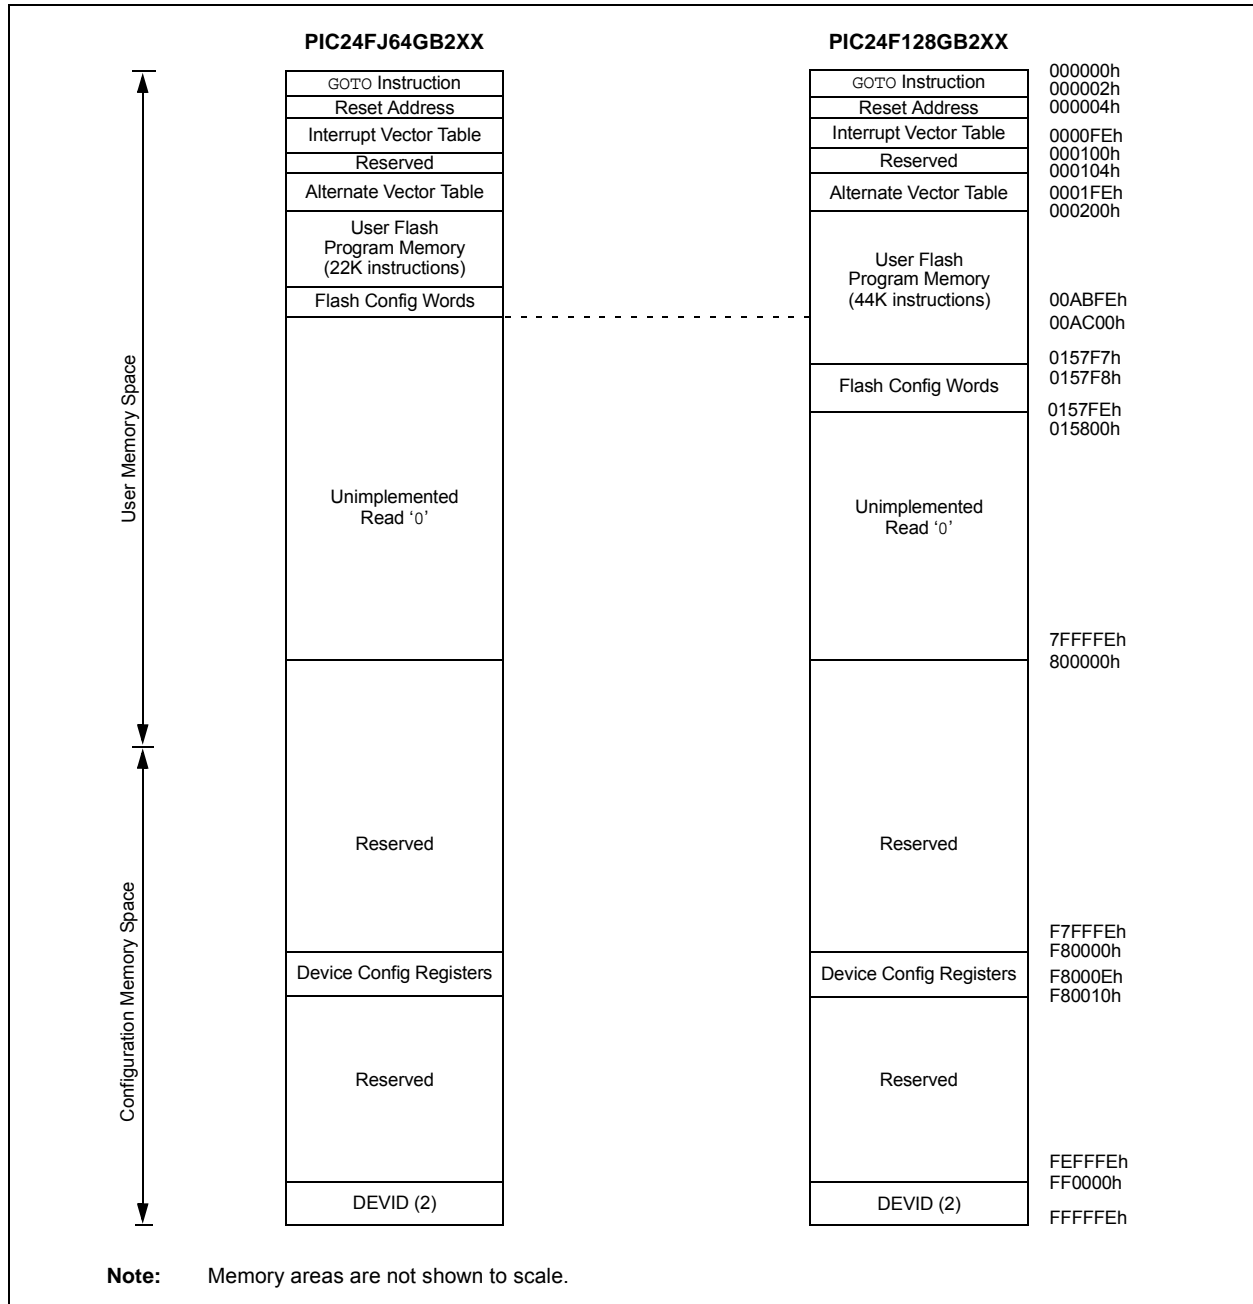 PIC24FJ64GB2XX
PIC24F128GB2XX
User Memory Space
Configuration Memory Space
GOTO Instruction
Reset Address
Interrupt Vector Table
Reserved
Alternate Vector Table
User Flash
Program Memory
(22K instructions)
Flash Config Words
Unimplemented
Read ‘0’
Reserved
Device Config Registers
Reserved
DEVID (2)
GOTO Instruction
Reset Address
Interrupt Vector Table
Reserved
Alternate Vector Table
User Flash
Program Memory
(44K instructions)
Flash Config Words
Unimplemented
Read ‘0’
Reserved
Device Config Registers
Reserved
DEVID (2)
000000h
000002h
000004h
0000FEh
000100h
000104h
0001FEh
000200h
00ABFEh
00AC00h
0157F7h
0157F8h
0157FEh
015800h
7FFFFEh
800000h
F7FFFEh
F80000h
F8000Eh
F80010h
FEFFFEh
FF0000h
FFFFFEh
Note: Memory areas are not shown to scale.